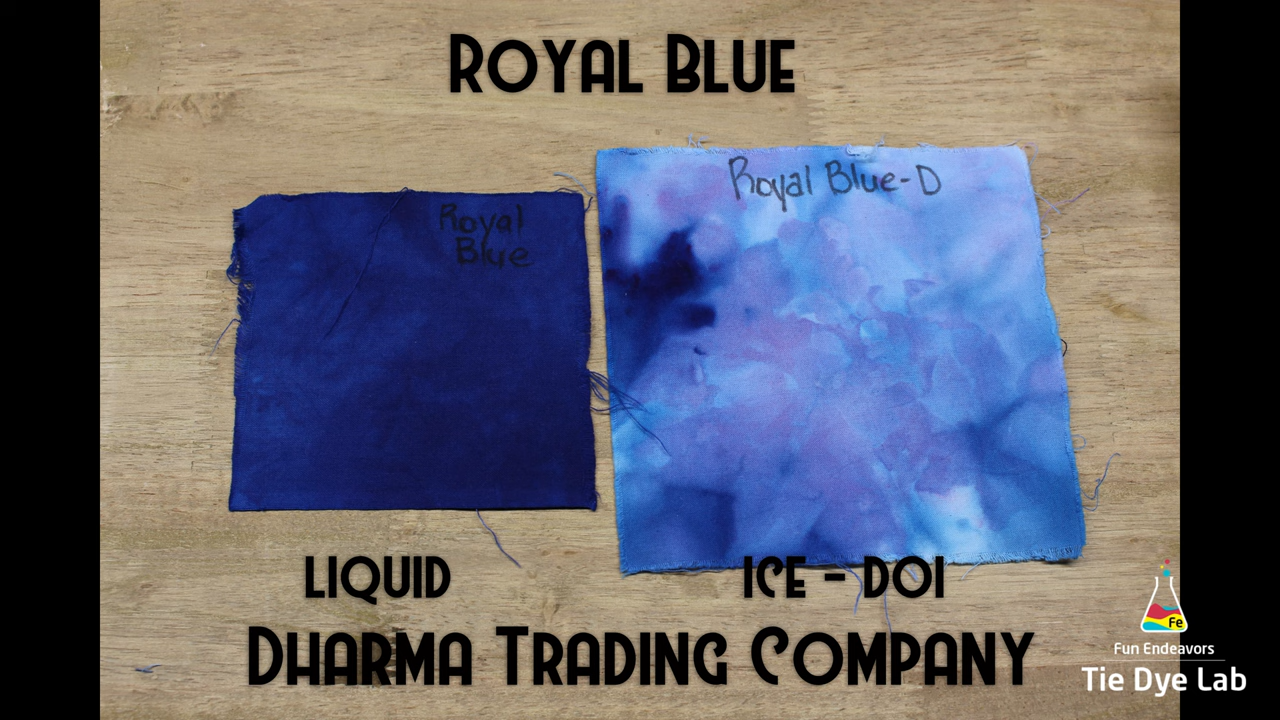 Royal Blue
Royal Blue-D
Royal
Blue
LIQUID
ICE - DOI
Dharma Trading Company
Fe
Fun Endeavors
Tie Dye Lab